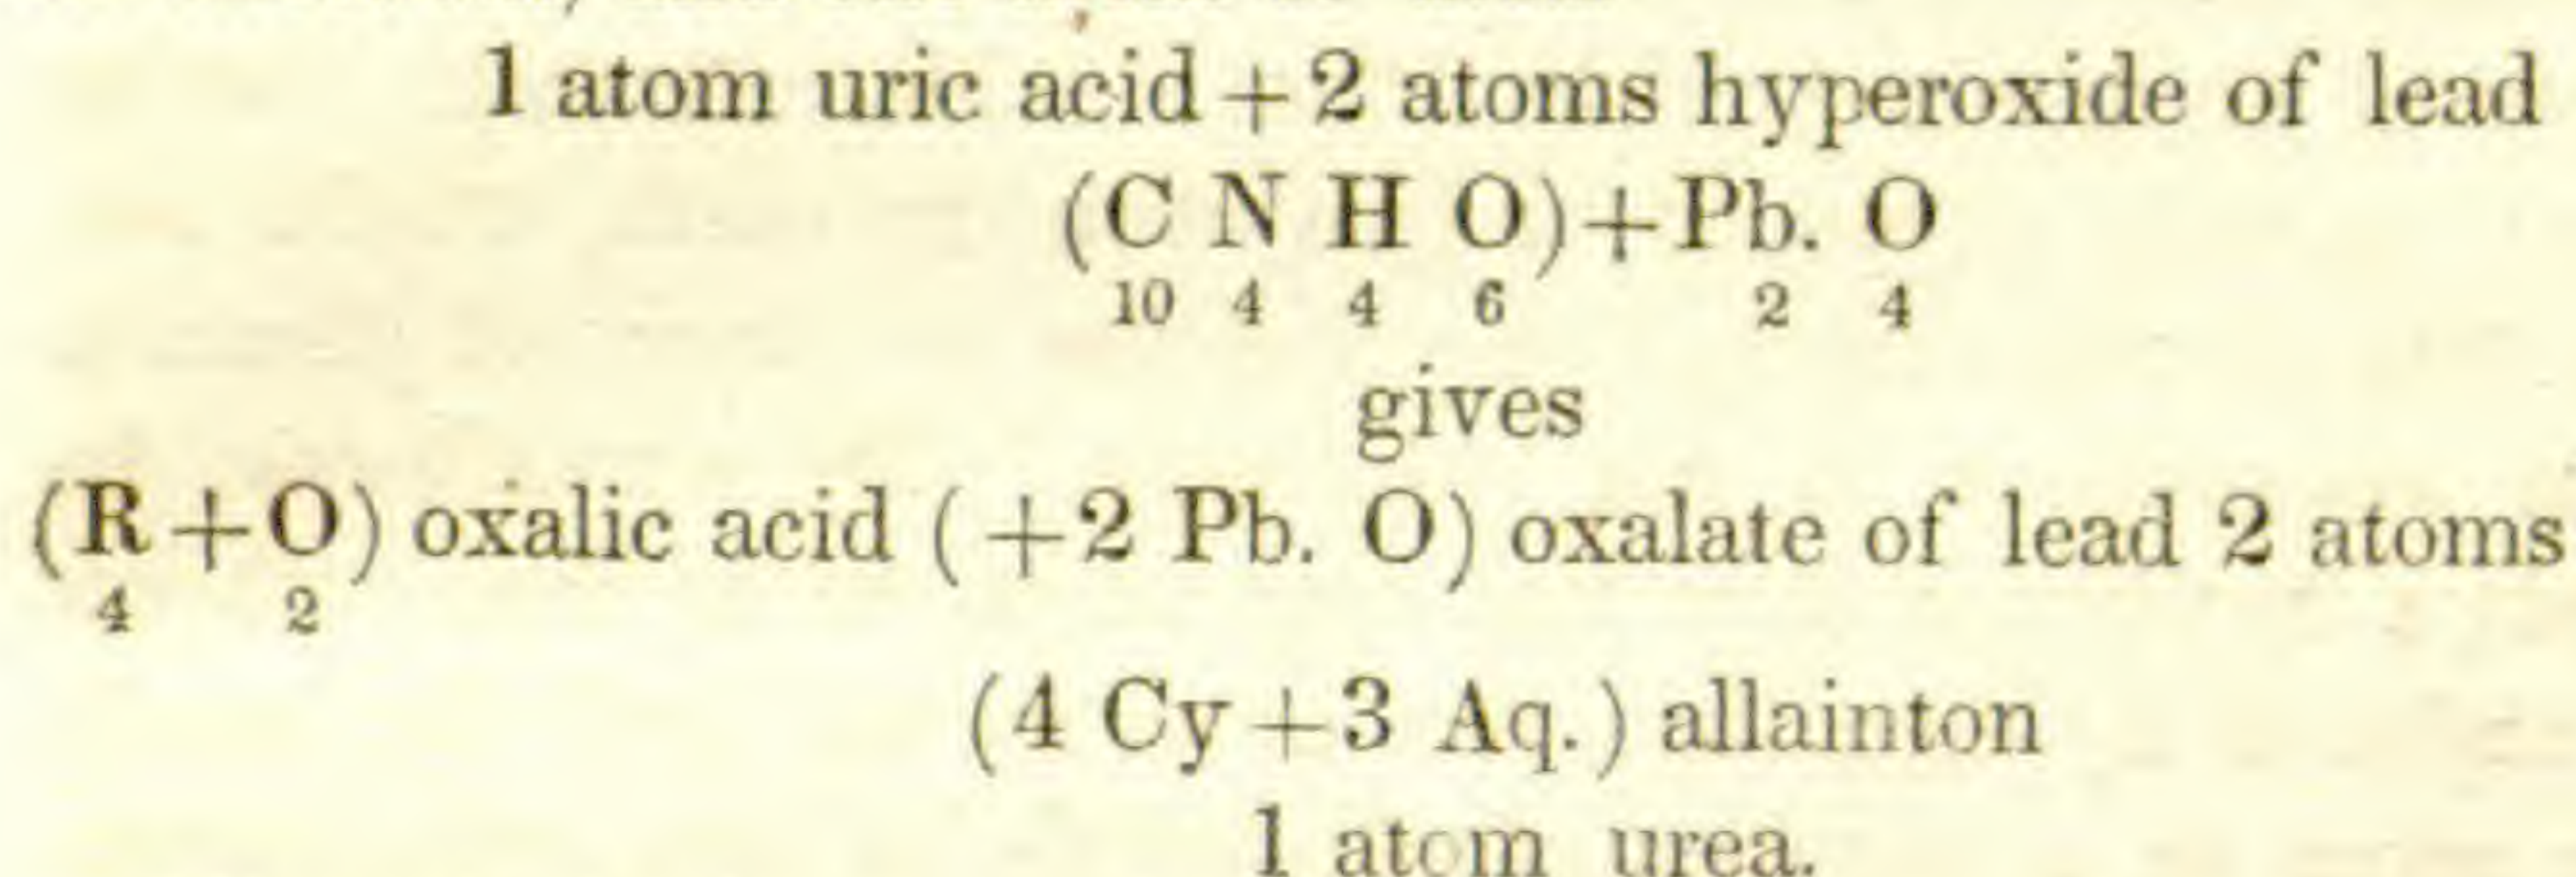 1 atom uric acid+2 atoms hyperoxide of lead
(C N H O)+Pb. O
10 4 4 6 2 4
gives
(R+O) oxalic acid (+2 Pb. O) oxalate of lead 2 atoms
4 2
(4 Cy+3 Aq.) allainton
1 atom urea.